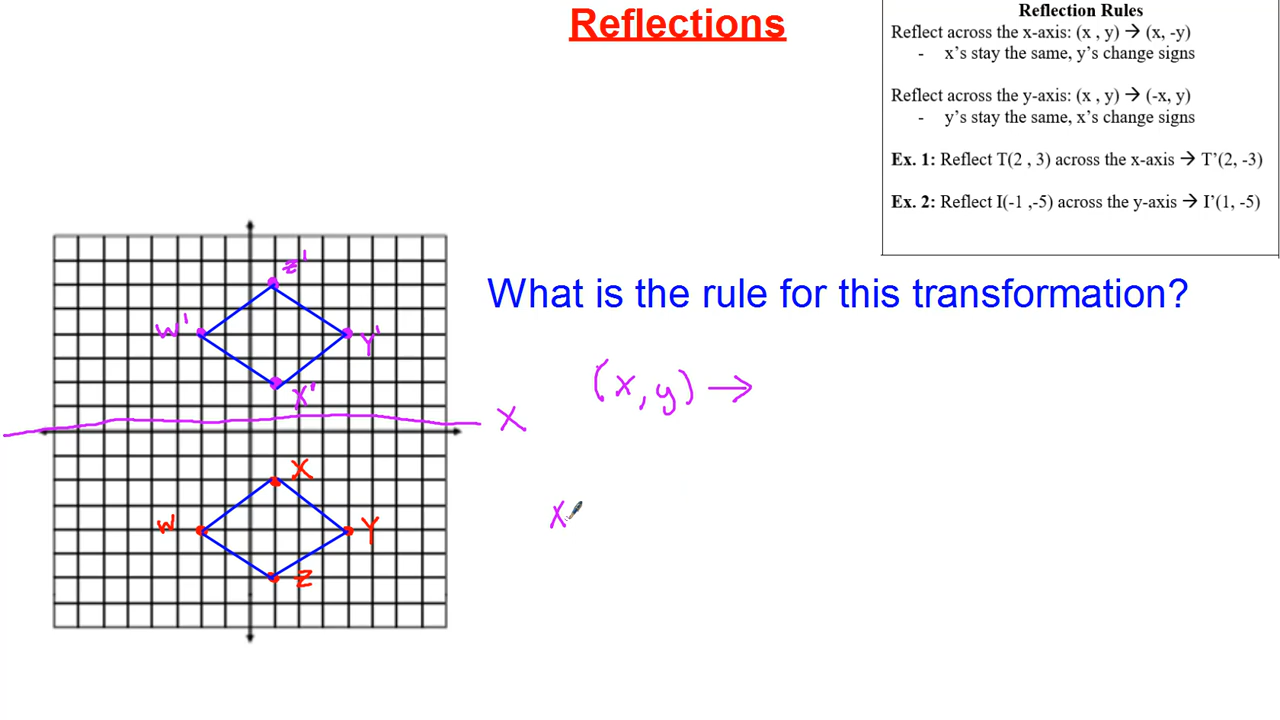 Reflections
Reflection Rules
Reflect across the x-axis: (x , y) → (x, -y)
- x's stay the same, y's change signs
Reflect across the y-axis: (x , y) → (-x, y)
- y's stay the same, x's change signs
Ex. 1: Reflect T(2 , 3) across the x-axis → T’(2, -3)
Ex. 2: Reflect I(-1 ,-5) across the y-axis → I’(1, -5)
What is the rule for this transformation?
(x, y) →
x
Z'
W'
Y'
X'
X
X
W
Y
Z